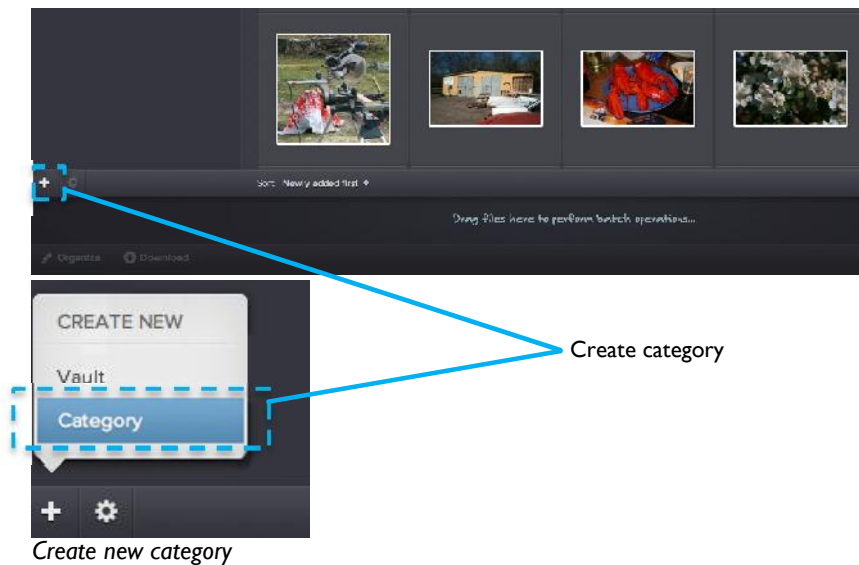 Sort: Newly added first
Drag files here to perform batch operations...
Organize Download
CREATE NEW
Vault
Category
Create category
Create new category